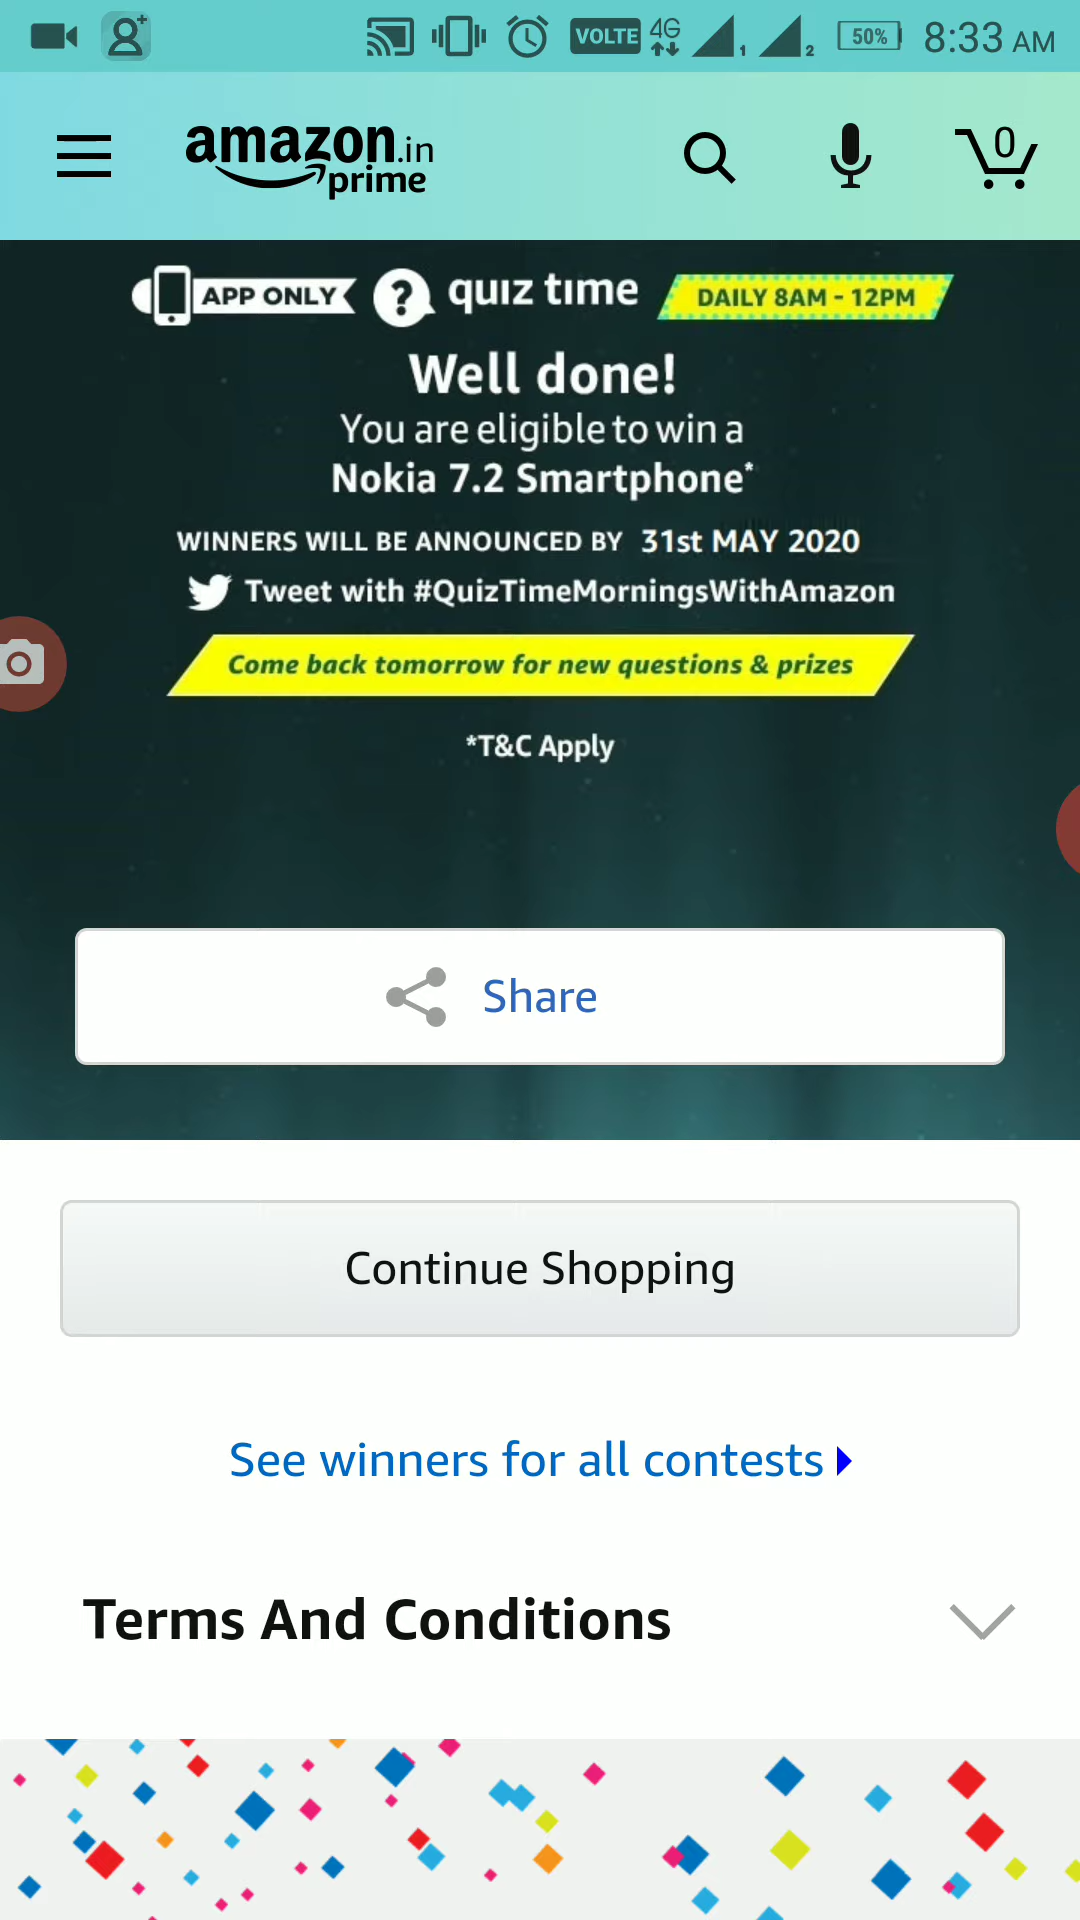 VOLTE 4G 1 2 50% 8:33 AM
amazon.in
prime
0
APP ONLY ? quiz time DAILY 8AM - 12PM
Well done!
You are eligible to win a
Nokia 7.2 Smartphone*
WINNERS WILL BE ANNOUNCED BY 31st MAY 2020
Tweet with #QuizTimeMorningsWithAmazon
Come back tomorrow for new questions & prizes
*T&C Apply
Share
Continue Shopping
See winners for all contests
Terms And Conditions